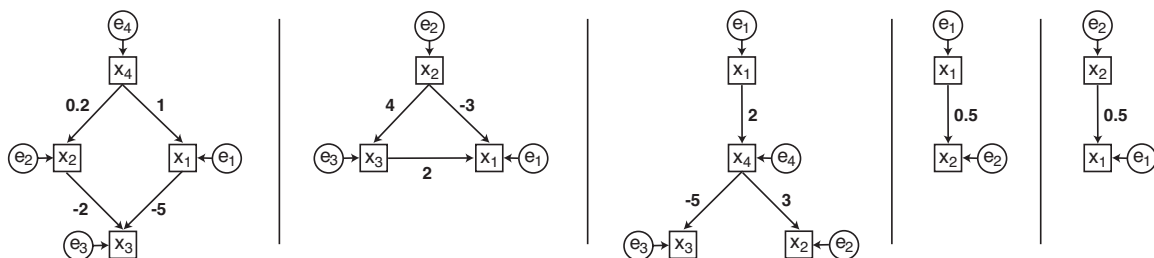 e4
x4
0.2 1
e2 x2 x1 e1
-2 -5
e3 x3
e2
x2
4 -3
e3 x3 2 x1 e1
e1
x1
2
x4 e4
-5 3
e3 x3 x2 e2
e1
x1
0.5
x2 e2
e2
x2
0.5
x1 e1